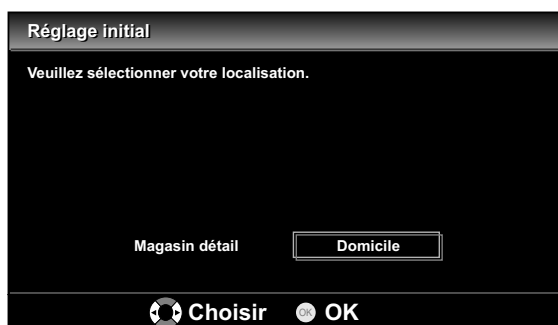 Réglage initial
Veuillez sélectionner votre localisation.
Magasin détail Domicile
Choisir OK OK